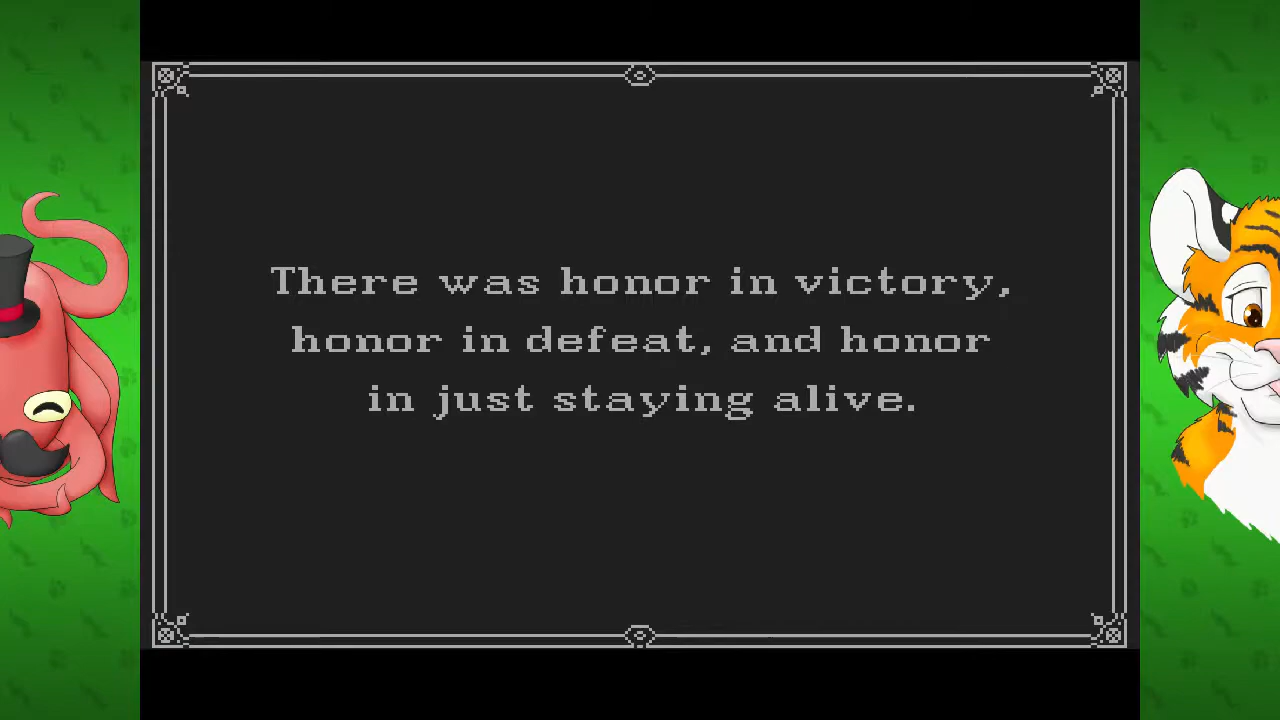 There was honor in victory,
honor in defeat, and honor
in just staying alive.